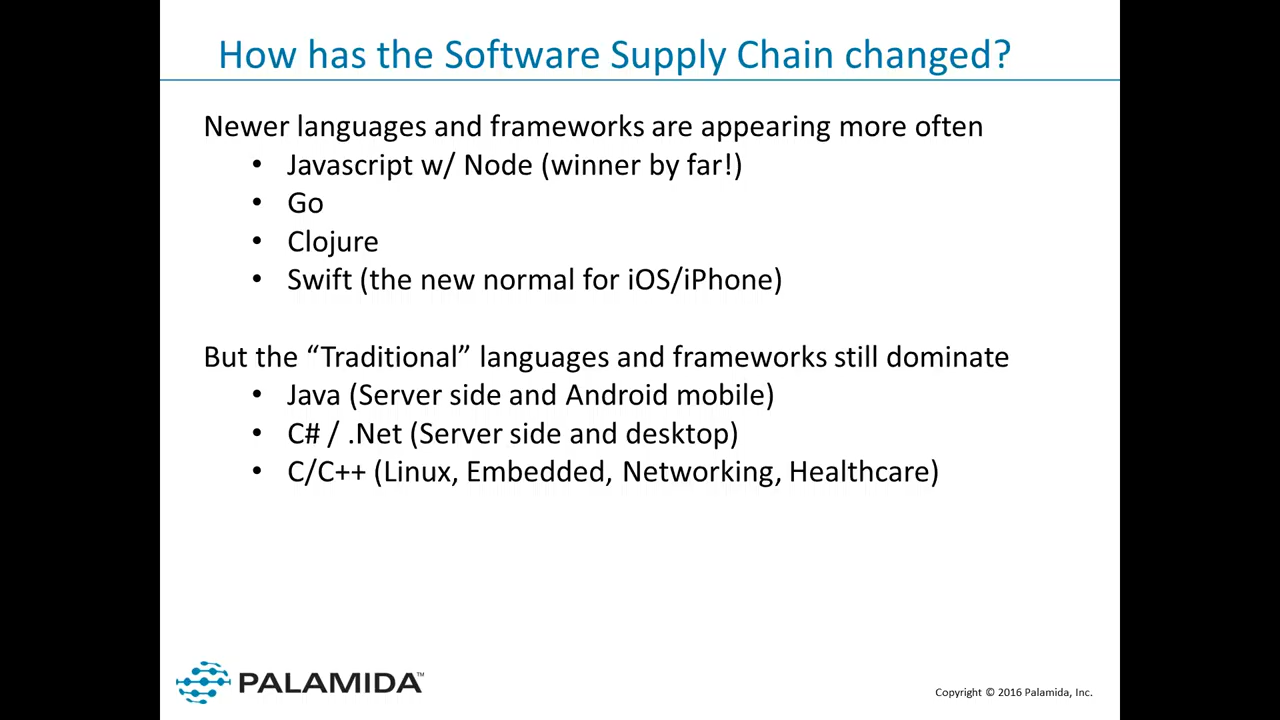 How has the Software Supply Chain changed?
Newer languages and frameworks are appearing more often
• Javascript w/ Node (winner by far!)
• Go
• Clojure
• Swift (the new normal for iOS/iPhone)
But the “Traditional” languages and frameworks still dominate
• Java (Server side and Android mobile)
• C# / .Net (Server side and desktop)
• C/C++ (Linux, Embedded, Networking, Healthcare)
PALAMIDA™
Copyright © 2016 Palamida, Inc.